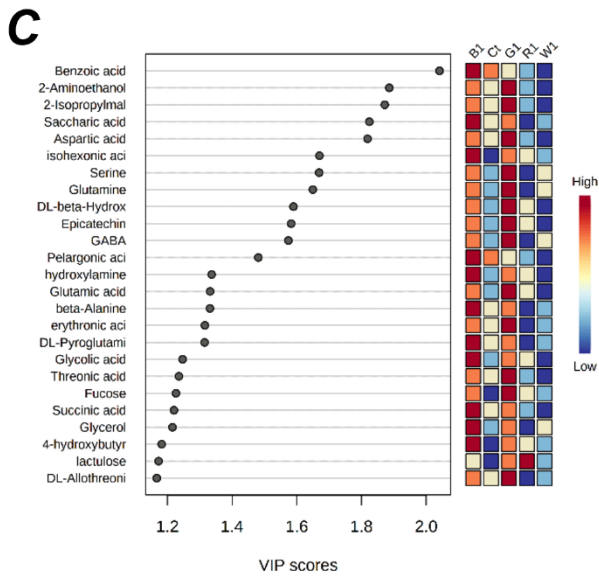 C
B1 Ct G1 R1 W1
Benzoic acid
2-Aminoethanol
2-Isopropylmal
Saccharic acid
Aspartic acid
isohexonic aci
Serine
Glutamine
DL-beta-Hydrox
Epicatechin
GABA
Pelargonic aci
hydroxylamine
Glutamic acid
beta-Alanine
erythronic aci
DL-Pyroglutami
Glycolic acid
Threonic acid
Fucose
Succinic acid
Glycerol
4-hydroxybutyr
lactulose
DL-Allothreoni
High
Low
1.2 1.4 1.6 1.8 2.0
VIP scores